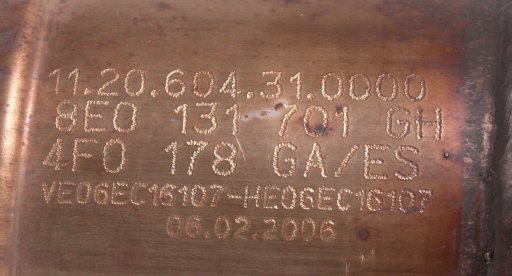 11.20.604.31.0000
8E0 131 701 GH
4F0 178 GA/ES
VE06EC16107-HE06EC16107
06.02.2006